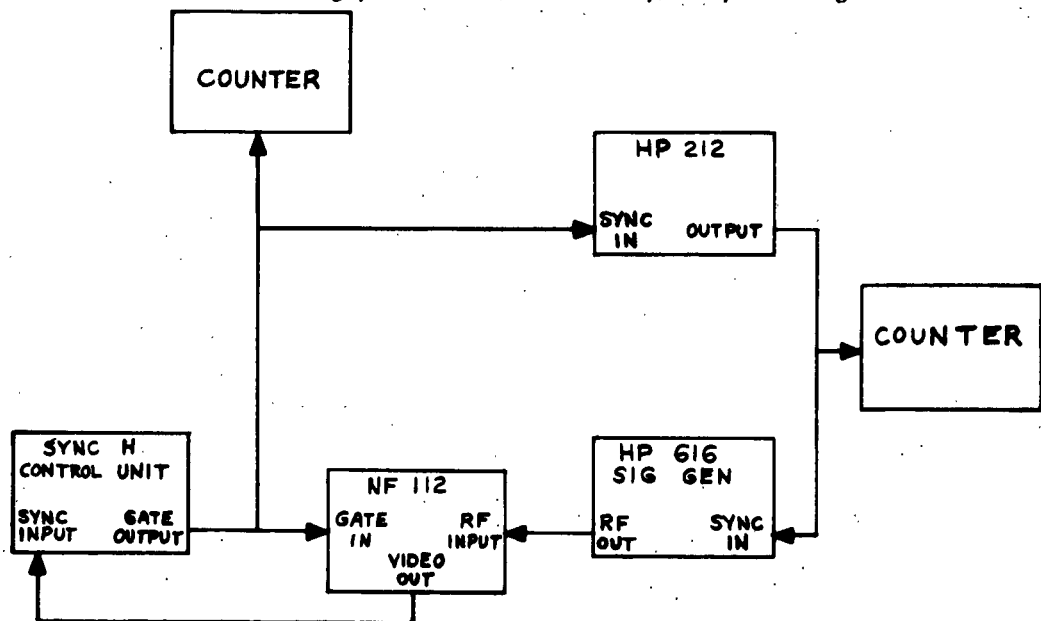 COUNTER
HP 212
SYNC
IN
OUTPUT
COUNTER
SYNC H
CONTROL UNIT
SYNC
INPUT
GATE
OUTPUT
NF 112
GATE
IN
RF
INPUT
VIDEO
OUT
HP 616
SIG GEN
RF
OUT
SYNC
IN